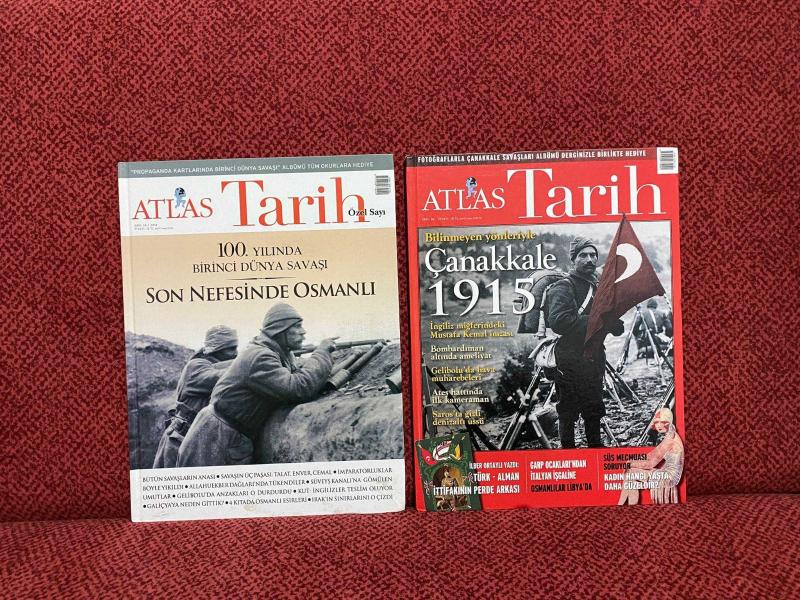 "PROPAGANDA KARTLARINDA BİRİNCİ DÜNYA SAVAŞI" ALBÜMÜ TÜM OKURLARA HEDİYE
ATLAS Tarih
Özel Sayı
100. YILINDA
BİRİNCİ DÜNYA SAVAŞI
SON NEFESİNDE OSMANLI
BÜTÜN SAVAŞLARIN ANASI • SAVAŞIN ÜÇ PAŞASI: TALAT, ENVER, CEMAL • İMPARATORLUKLAR
BÖYLE YIKILDI • ALLAHUEKBER DAĞLARI'NDA TÜKENDİLER • SÜVEYŞ KANALI'NA GÖMÜLEN
UMUTLAR • GELİBOLU'DA ANZAKLARI O DURDURDU • KUT: İNGİLİZLER TESLİM OLUYOR
• GALİÇYA'YA NEDEN GİTTİK? • 4 KITADA OSMANLI ESİRLERİ • IRAK'IN SINIRLARINI O ÇİZDİ
FOTOĞRAFLARLA ÇANAKKALE SAVAŞLARI ALBÜMÜ DERGİNİZLE BİRLİKTE HEDİYE
ATLAS Tarih
Bilinmeyen yönleriyle
Çanakkale
1915
İngiliz miğferindeki
Mustafa Kemal imzası
Bombardıman
altında ameliyat
Gelibolu'da hava
muharebeleri
Ateş hattında
ilk kameraman
Saros'ta gizli
denizaltı üssü
İLBER ORTAYLI YAZDI:
TÜRK - ALMAN
İTTİFAKININ PERDE ARKASI
GARP OCAKLARI'NDAN
İTALYAN İŞGALİNE
OSMANLILAR LİBYA'DA
SÜS MECMUASI
SORUYOR
KADIN HANGİ YAŞTA
DAHA GÜZELDİR?